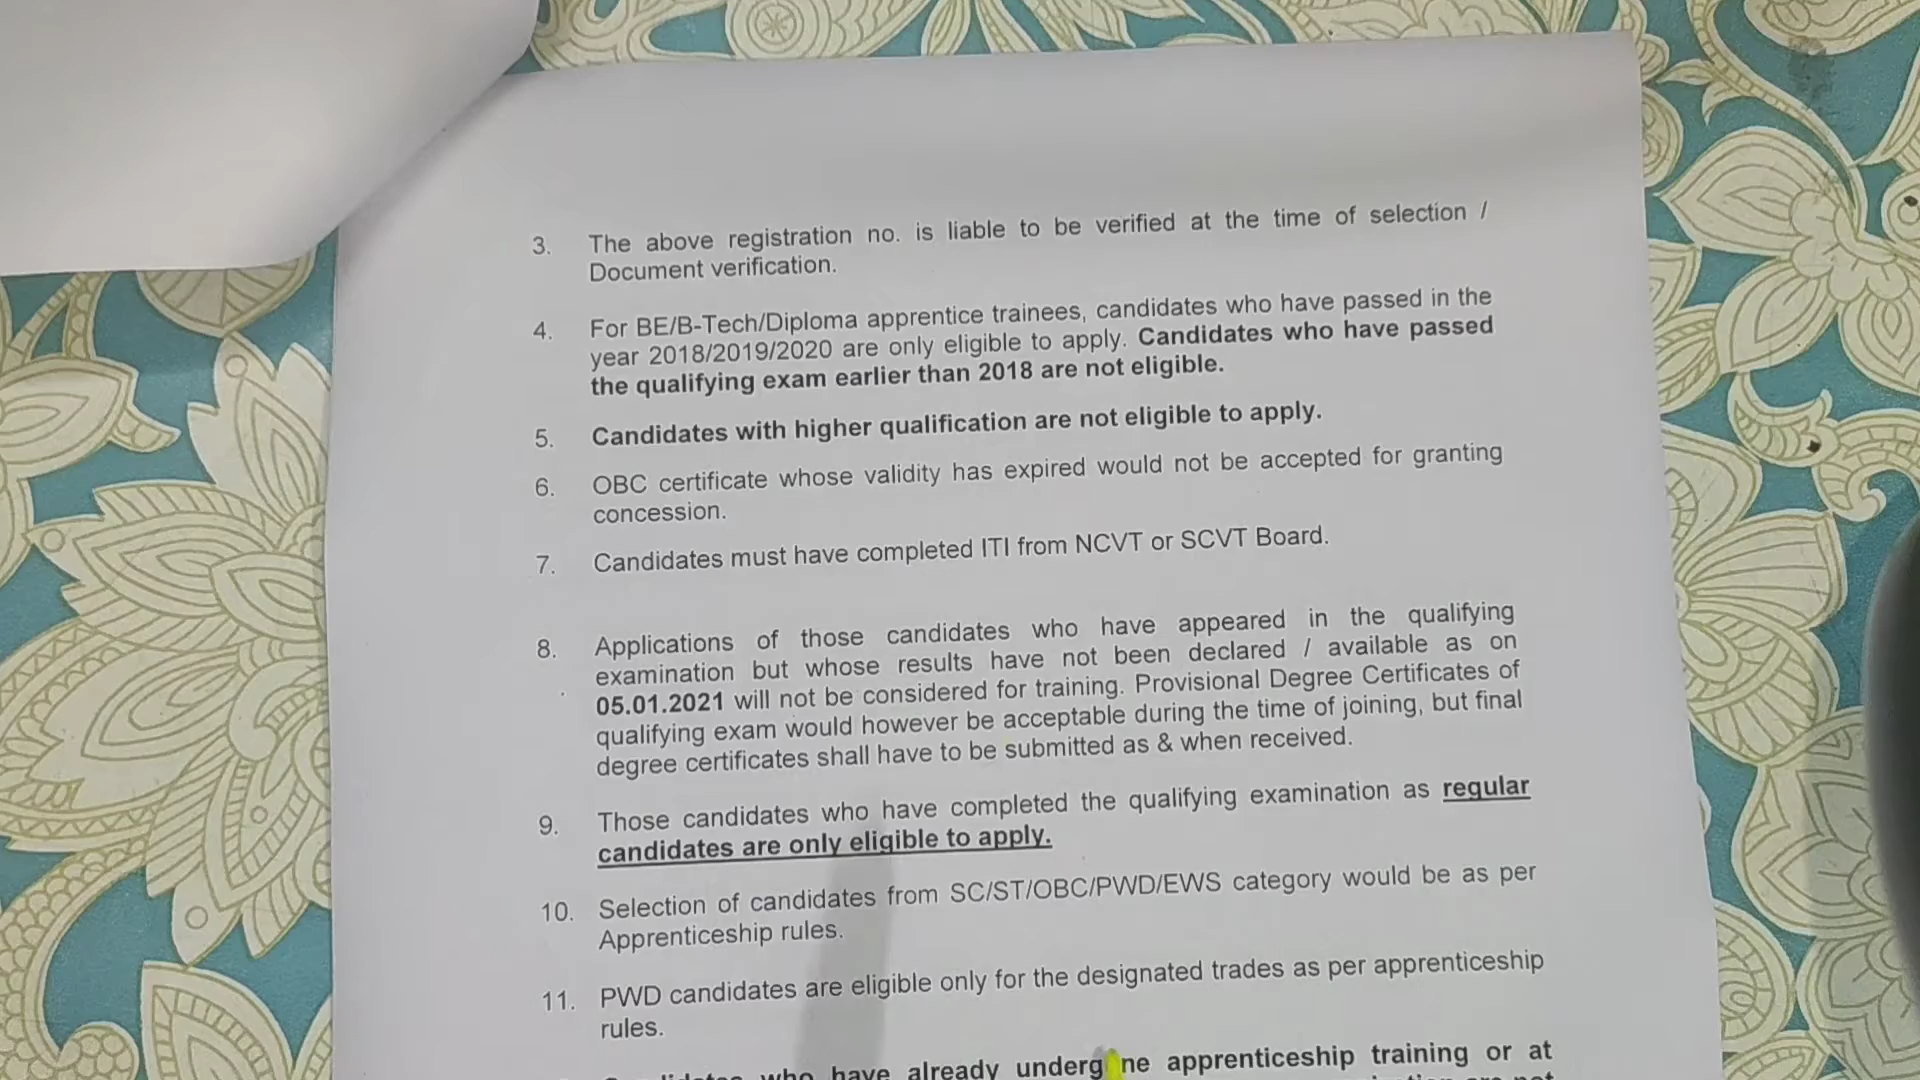 3. The above registration no. is liable to be verified at the time of selection /
Document verification.
4. For BE/B-Tech/Diploma apprentice trainees, candidates who have passed in the
year 2018/2019/2020 are only eligible to apply. Candidates who have passed
the qualifying exam earlier than 2018 are not eligible.
5. Candidates with higher qualification are not eligible to apply.
6. OBC certificate whose validity has expired would not be accepted for granting
concession.
7. Candidates must have completed ITI from NCVT or SCVT Board.
8. Applications of those candidates who have appeared in the qualifying
examination but whose results have not been declared / available as on
05.01.2021 will not be considered for training. Provisional Degree Certificates of
qualifying exam would however be acceptable during the time of joining, but final
degree certificates shall have to be submitted as & when received.
9. Those candidates who have completed the qualifying examination as regular
candidates are only eligible to apply.
10. Selection of candidates from SC/ST/OBC/PWD/EWS category would be as per
Apprenticeship rules.
11. PWD candidates are eligible only for the designated trades as per apprenticeship
rules.
who have already apprenticeship training or at